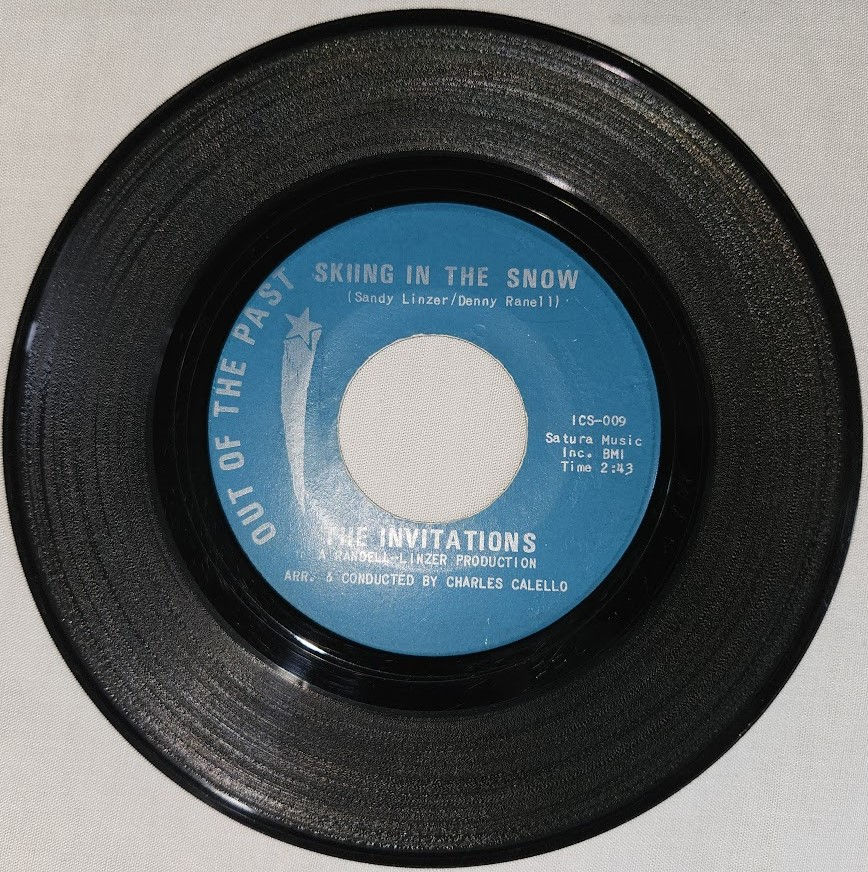 OUT OF THE PAST
SKIING IN THE SNOW
(Sandy Linzer/Denny Ranell)
ICS-009
Satura Music
Inc. BMI
Time 2:43
THE INVITATIONS
A RANDELL-LINZER PRODUCTION
ARR. & CONDUCTED BY CHARLES CALELLO